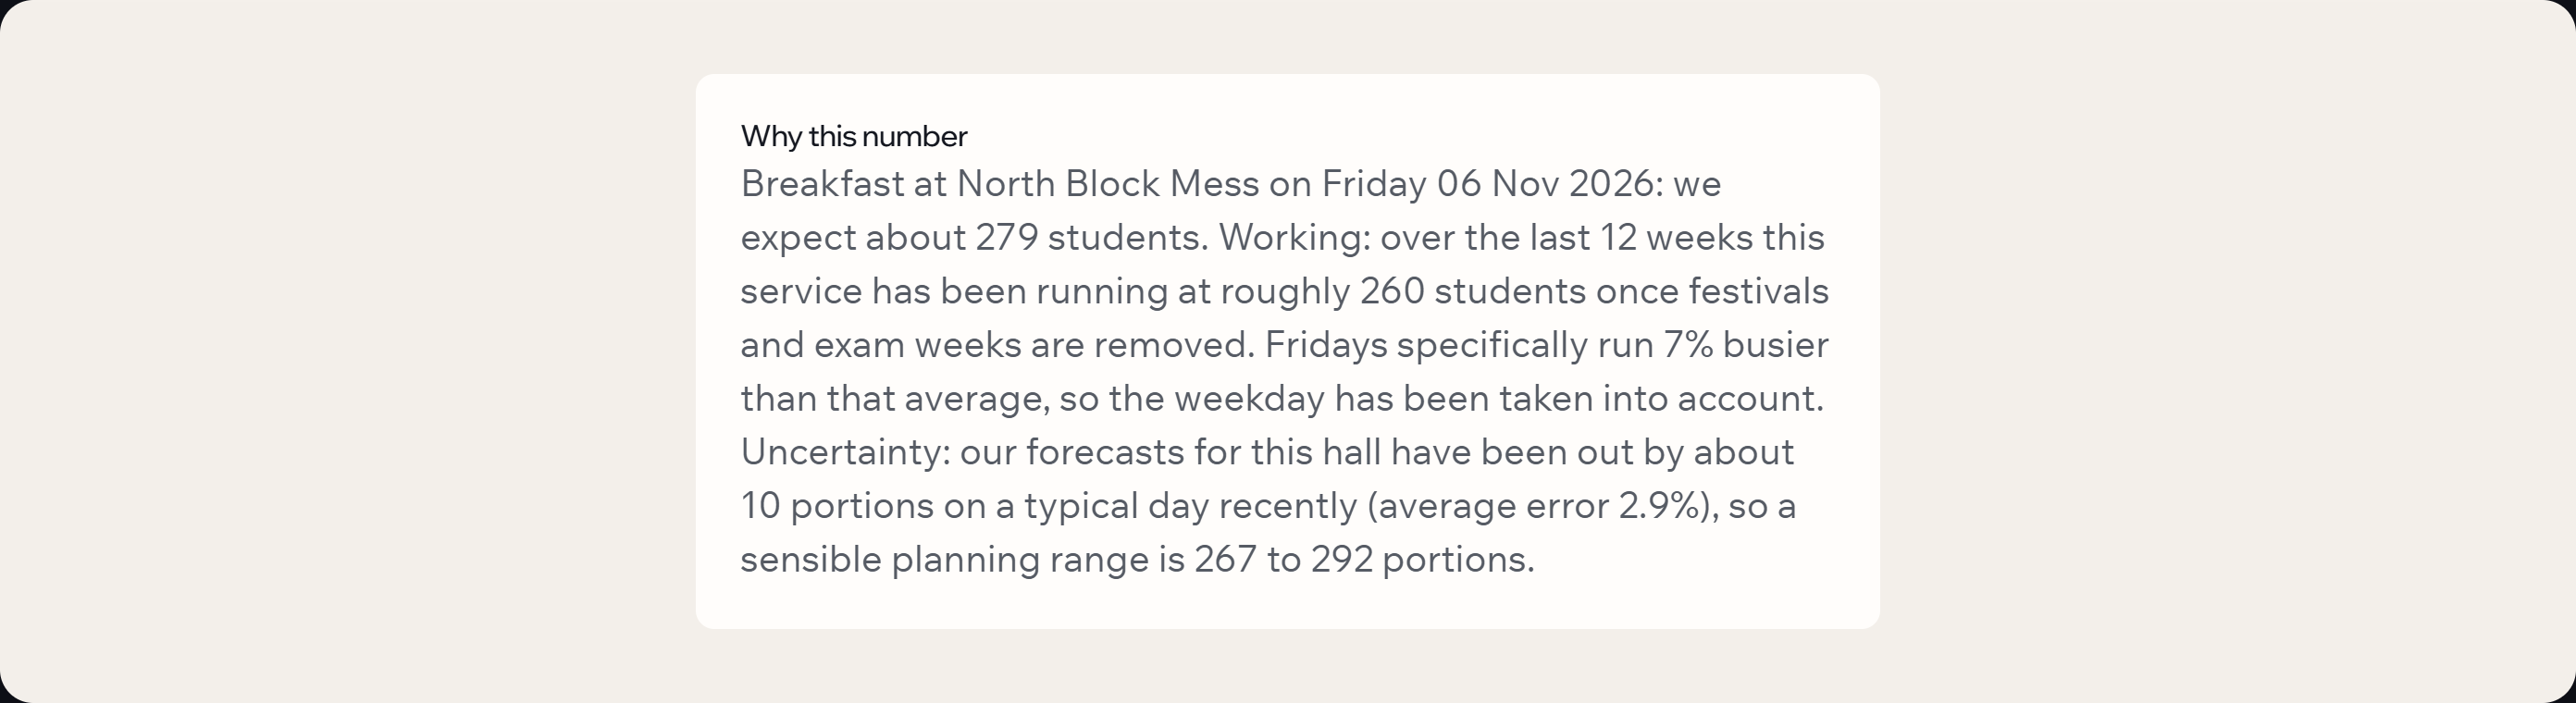 Why this number
Breakfast at North Block Mess on Friday 06 Nov 2026: we
expect about 279 students. Working: over the last 12 weeks this
service has been running at roughly 260 students once festivals
and exam weeks are removed. Fridays specifically run 7% busier
than that average, so the weekday has been taken into account.
Uncertainty: our forecasts for this hall have been out by about
10 portions on a typical day recently (average error 2.9%), so a
sensible planning range is 267 to 292 portions.